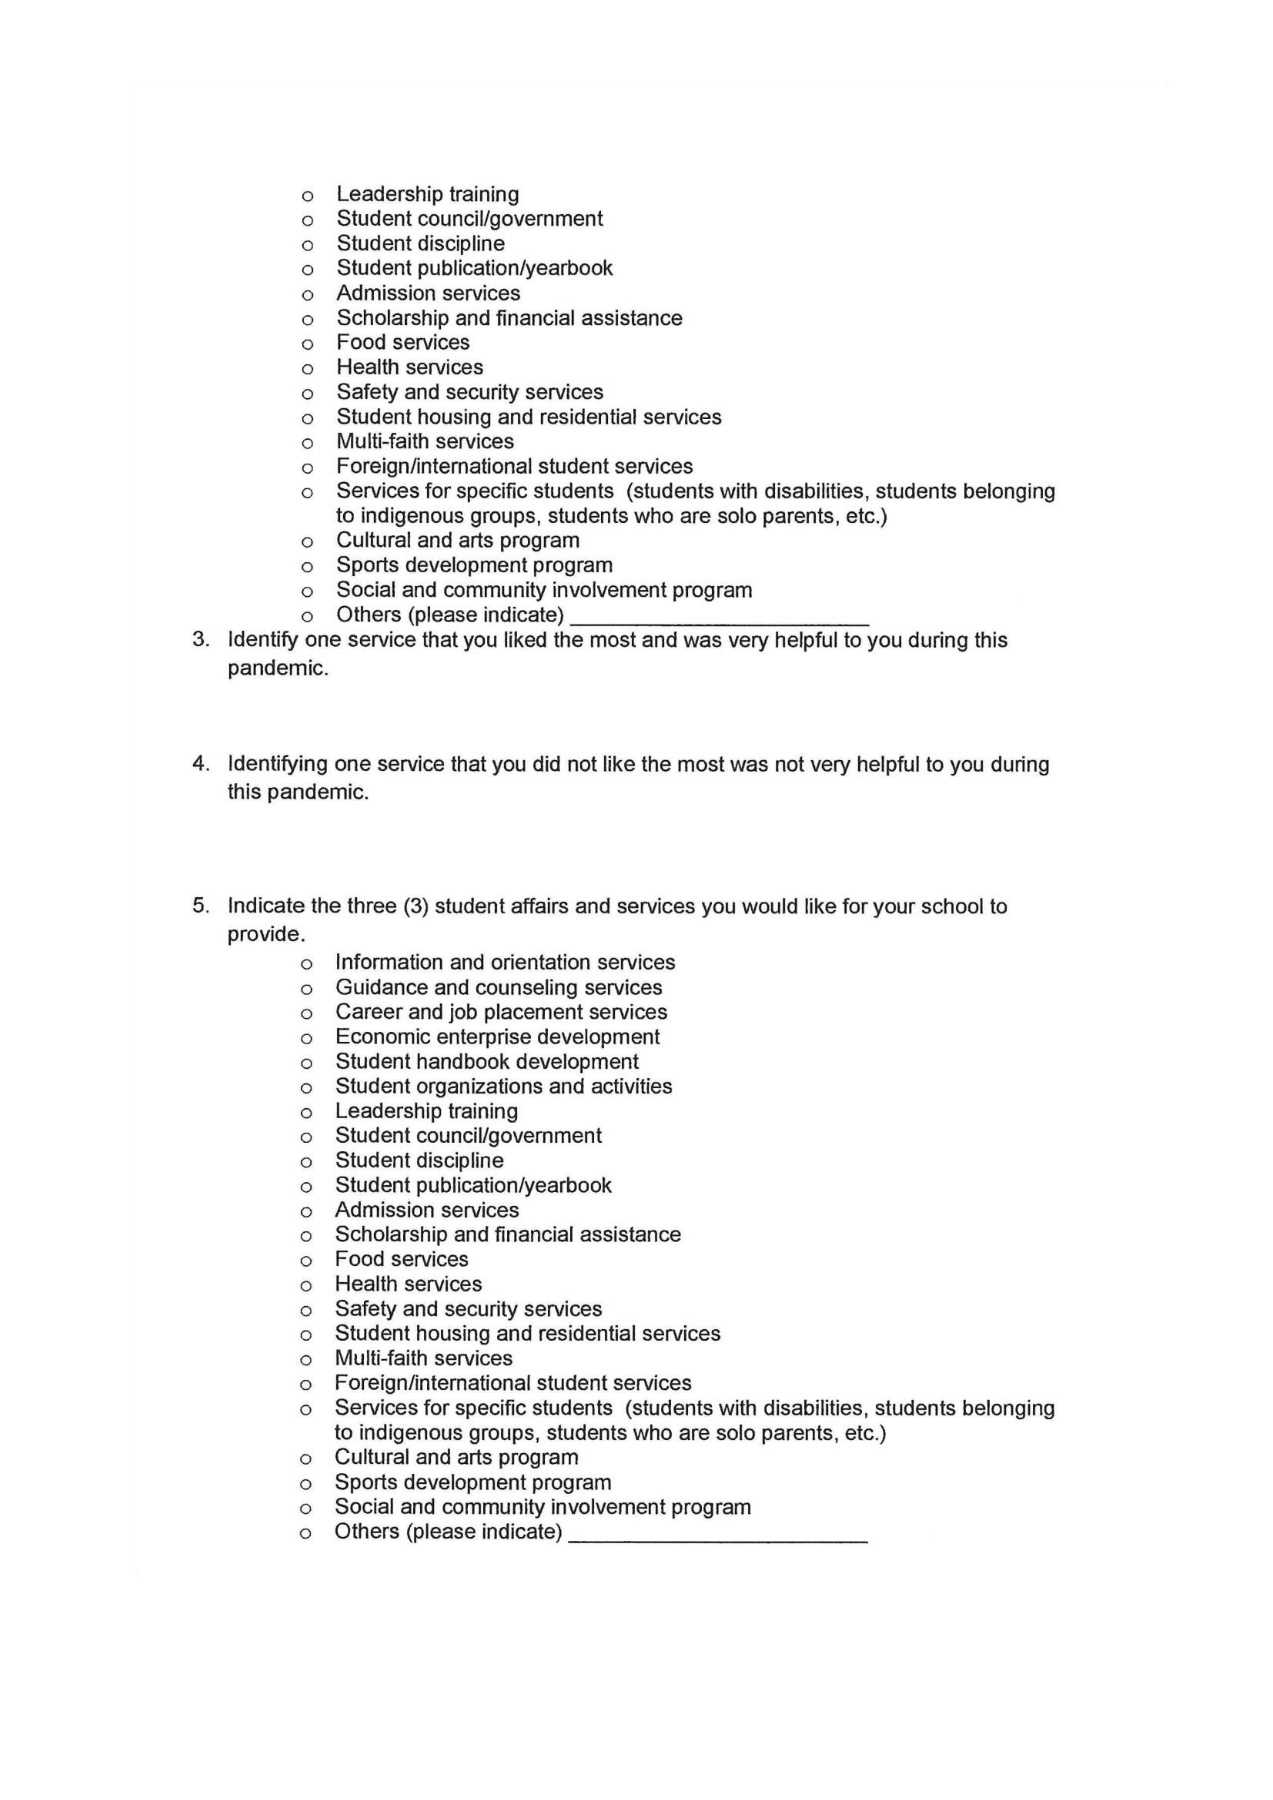 o Leadership training
o Student council/government
o Student discipline
o Student publication/yearbook
o Admission services
o Scholarship and financial assistance
o Food services
o Health services
o Safety and security services
o Student housing and residential services
o Multi-faith services
o Foreign/international student services
o Services for specific students (students with disabilities, students belonging
to indigenous groups, students who are solo parents, etc.)
o Cultural and arts program
o Sports development program
o Social and community involvement program
o Others (please indicate) ___________________________
3. Identify one service that you liked the most and was very helpful to you during this
pandemic.
4. Identifying one service that you did not like the most was not very helpful to you during
this pandemic.
5. Indicate the three (3) student affairs and services you would like for your school to
provide.
o Information and orientation services
o Guidance and counseling services
o Career and job placement services
o Economic enterprise development
o Student handbook development
o Student organizations and activities
o Leadership training
o Student council/government
o Student discipline
o Student publication/yearbook
o Admission services
o Scholarship and financial assistance
o Food services
o Health services
o Safety and security services
o Student housing and residential services
o Multi-faith services
o Foreign/international student services
o Services for specific students (students with disabilities, students belonging
to indigenous groups, students who are solo parents, etc.)
o Cultural and arts program
o Sports development program
o Social and community involvement program
o Others (please indicate) ___________________________